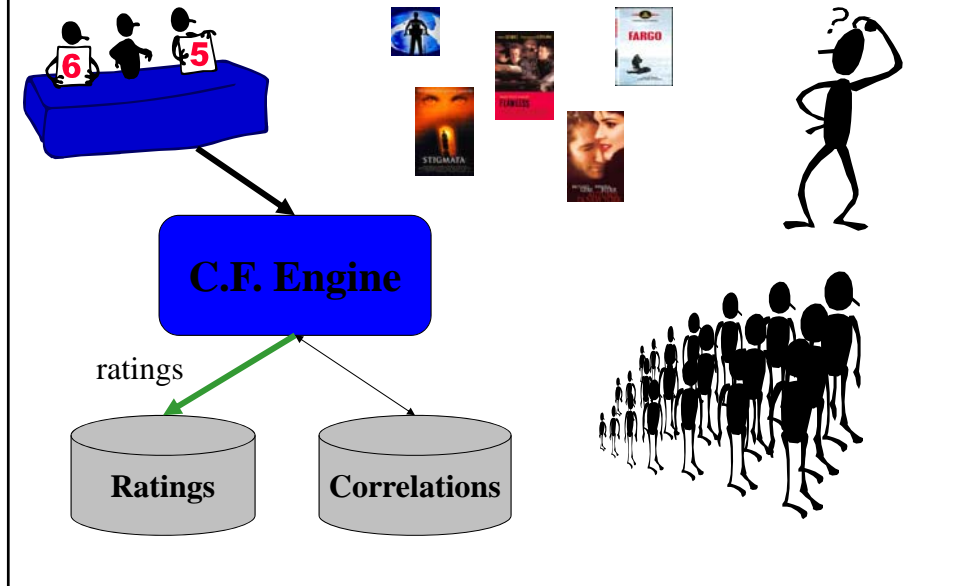 6
5
?
FARGO
FLAWLESS
STIGMATA
C.F. Engine
ratings
Ratings
Correlations